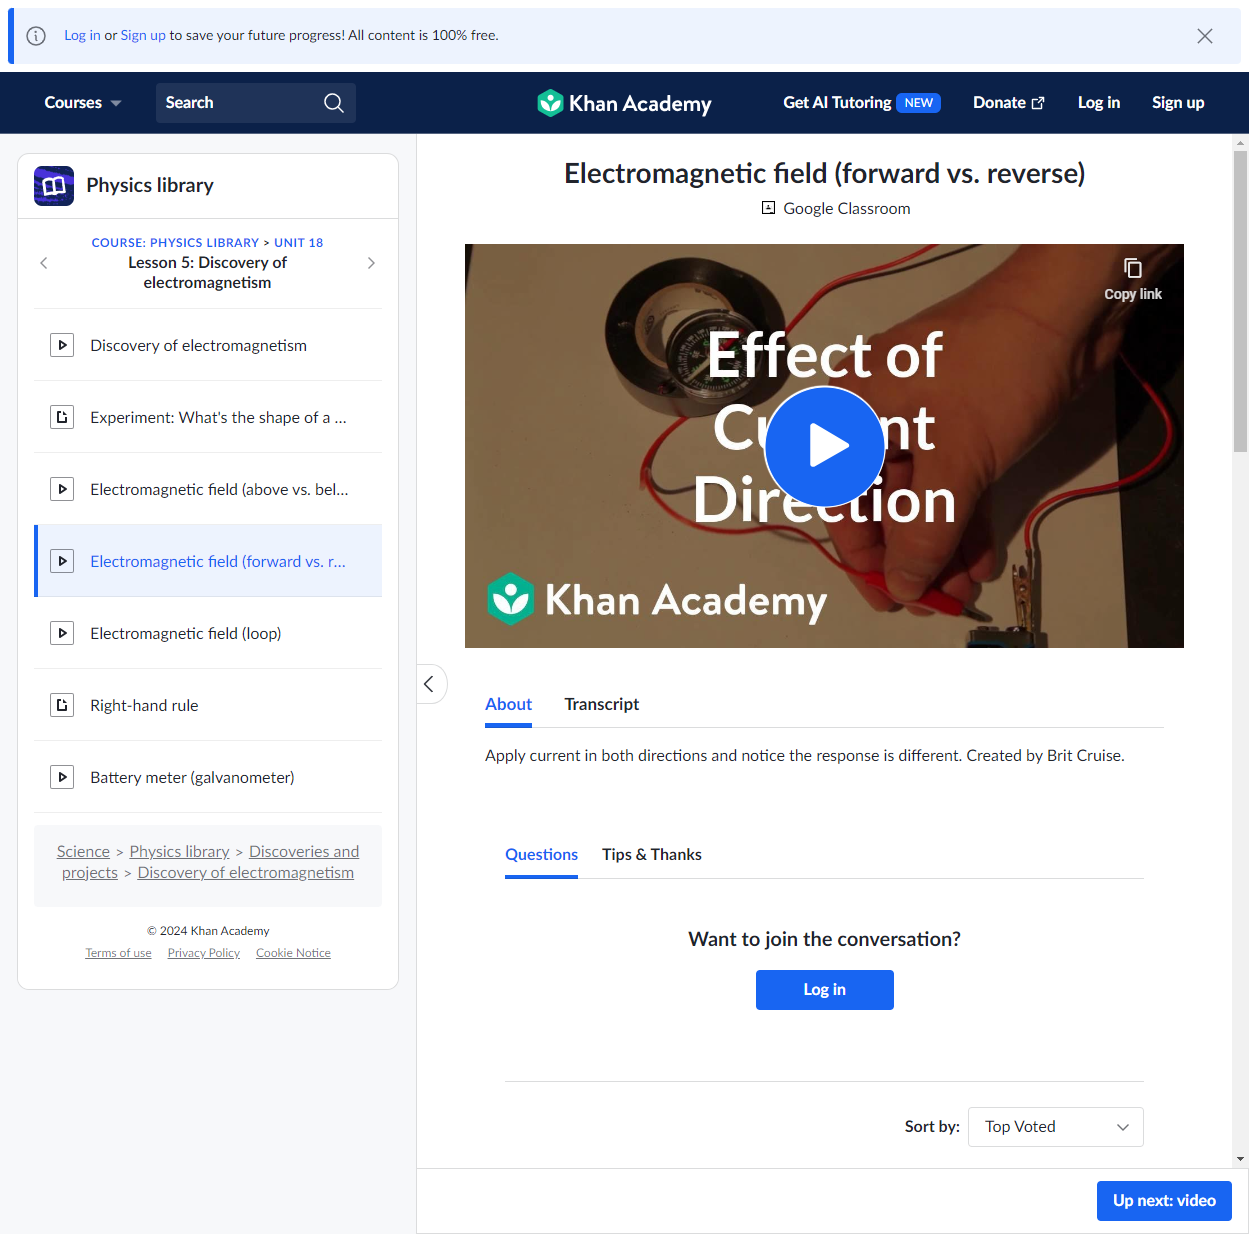 Log in or Sign up to save your future progress! All content is 100% free.
Courses
Search
Khan Academy
Get AI Tutoring NEW
Donate
Log in
Sign up
Physics library
COURSE: PHYSICS LIBRARY > UNIT 18
Lesson 5: Discovery of
electromagnetism
Discovery of electromagnetism
Experiment: What's the shape of a ...
Electromagnetic field (above vs. bel...
Electromagnetic field (forward vs. r...
Electromagnetic field (loop)
Right-hand rule
Battery meter (galvanometer)
Science > Physics library > Discoveries and
projects > Discovery of electromagnetism
© 2024 Khan Academy
Terms of use Privacy Policy Cookie Notice
Electromagnetic field (forward vs. reverse)
Google Classroom
Copy link
Effect of
Direction
Khan Academy
About Transcript
Apply current in both directions and notice the response is different. Created by Brit Cruise.
Questions Tips & Thanks
Want to join the conversation?
Log in
Sort by: Top Voted
Up next: video